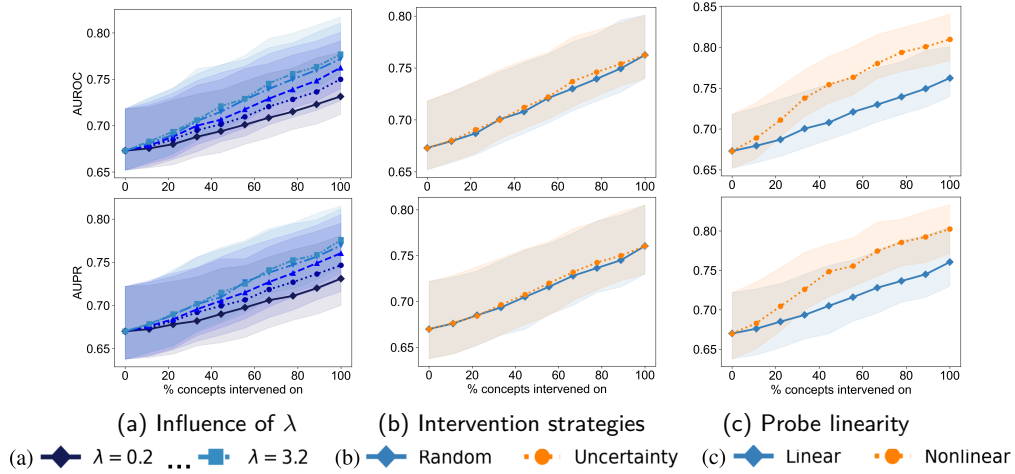 0.80
0.75
0.70
0.65
AUROC
0 20 40 60 80 100
0.80
0.75
0.70
0.65
0 20 40 60 80 100
0.85
0.80
0.75
0.70
0.65
0 20 40 60 80 100
0.80
0.75
0.70
0.65
AUPR
0 20 40 60 80 100
% concepts intervened on
0.80
0.75
0.70
0.65
0 20 40 60 80 100
% concepts intervened on
0.80
0.75
0.70
0.65
0 20 40 60 80 100
% concepts intervened on
(a) Influence of λ
(b) Intervention strategies
(c) Probe linearity
(a) λ = 0.2 ... λ = 3.2 (b) Random Uncertainty (c) Linear Nonlinear